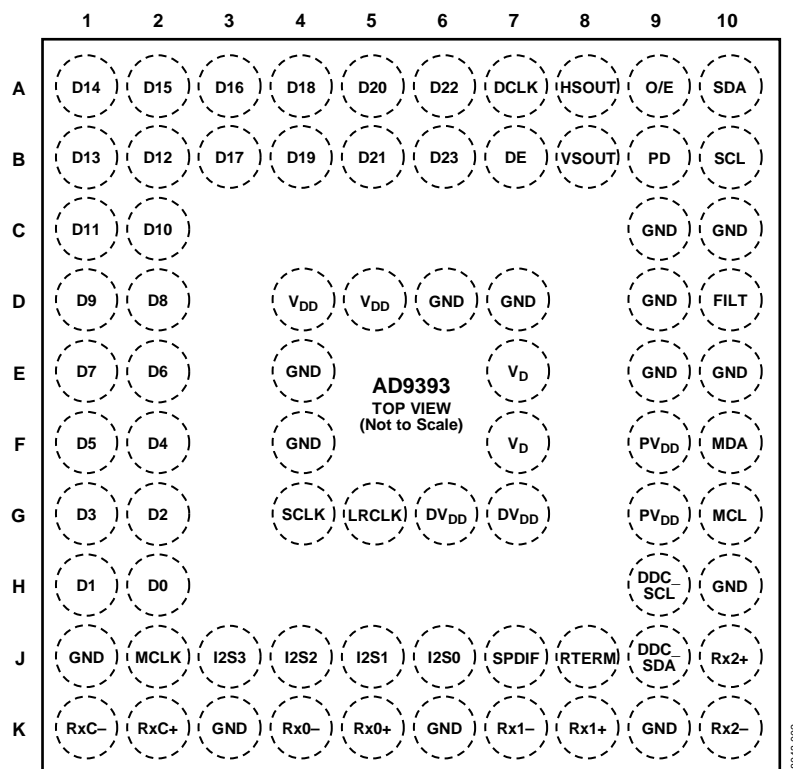 1 2 3 4 5 6 7 8 9 10
A D14 D15 D16 D18 D20 D22 DCLK HSOUT O/E SDA
B D13 D12 D17 D19 D21 D23 DE VSOUT PD SCL
C D11 D10 GND GND
D D9 D8 VDD VDD GND GND GND FILT
E D7 D6 GND VD GND GND
AD9393
TOP VIEW
(Not to Scale)
F D5 D4 GND VD PVDD MDA
G D3 D2 SCLK LRCLK DVDD DVDD PVDD MCL
H D1 D0 DDC_SCL GND
J GND MCLK I2S3 I2S2 I2S1 I2S0 SPDIF RTERM DDC_SDA Rx2+
K RxC– RxC+ GND Rx0– Rx0+ GND Rx1– Rx1+ GND Rx2–